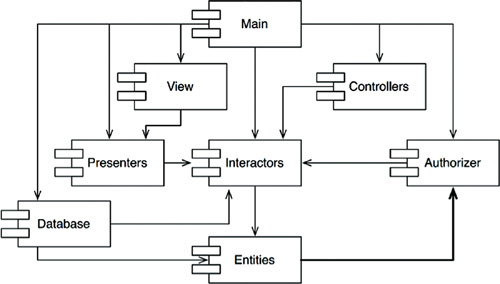 Main
View
Controllers
Presenters
Interactors
Authorizer
Database
Entities